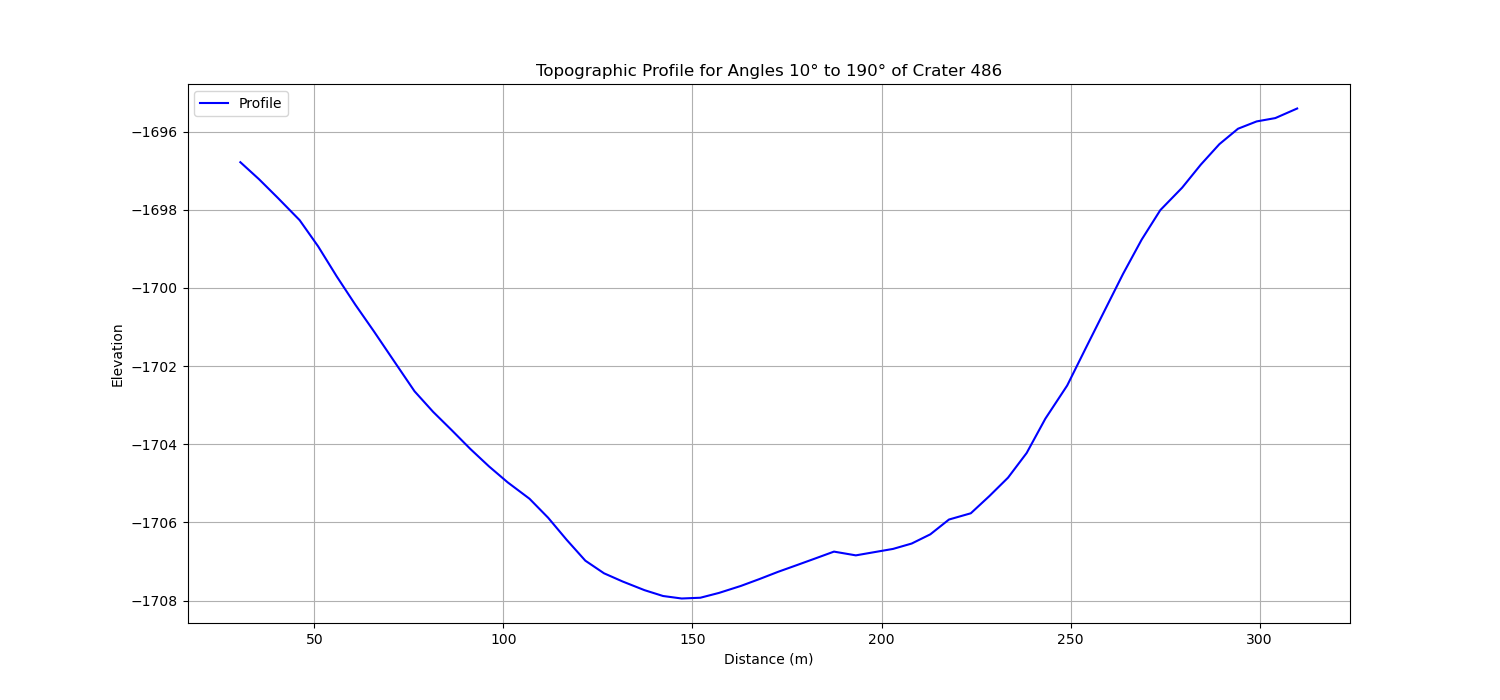 Topographic Profile for Angles 10° to 190° of Crater 486
Profile
−1696
−1698
−1700
−1702
−1704
−1706
−1708
Elevation
50 100 150 200 250 300
Distance (m)